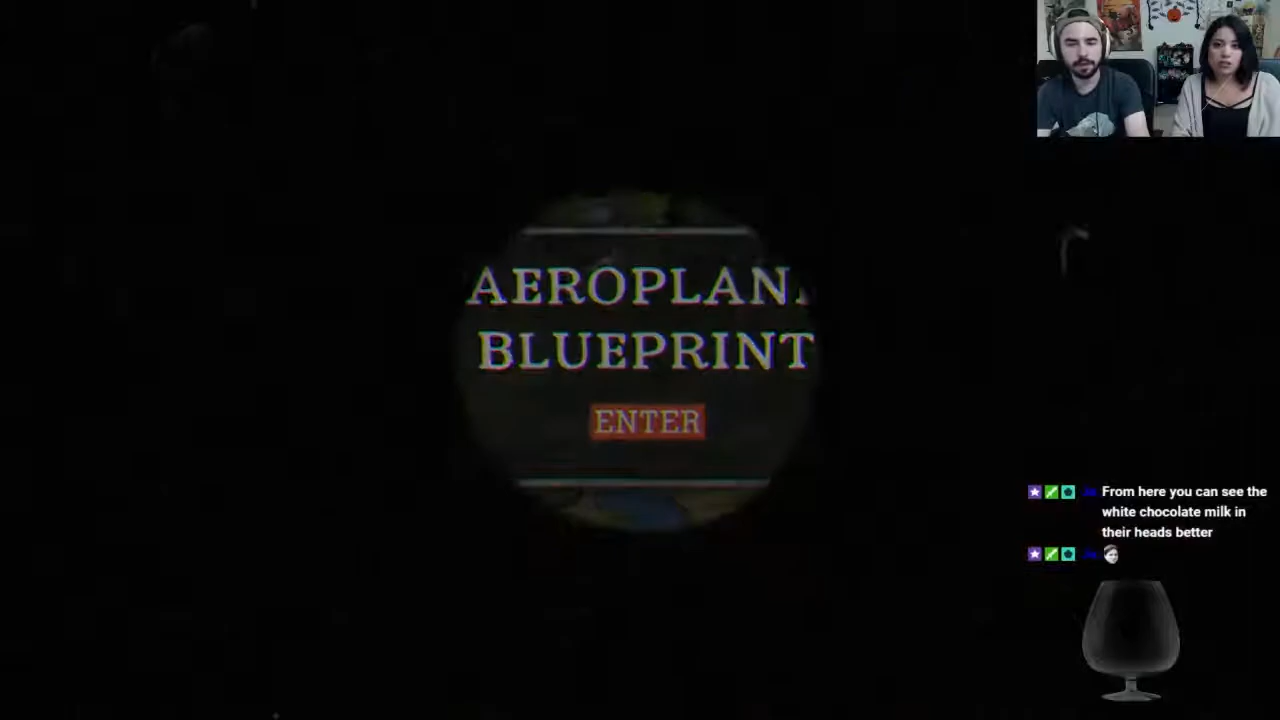 AEROPLAN
BLUEPRINT
ENTER
From here you can see the
white chocolate milk in
their heads better